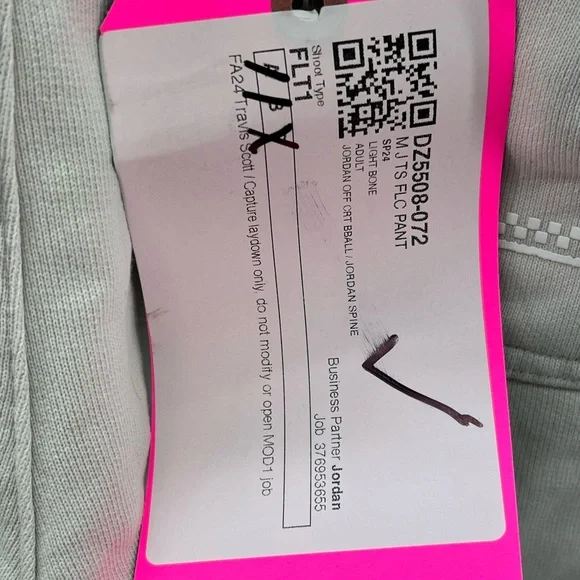 DZ5508-072
M J TS FLC PANT
SP24
LIGHT BONE
ADULT
JORDAN OFF CRT BBALL / JORDAN SPINE
Business Partner Jordan
Job 376953655
Shoot Type
FLT1
B
FA24 Travis Scott / Capture laydown only. do not modify or open MOD1 job